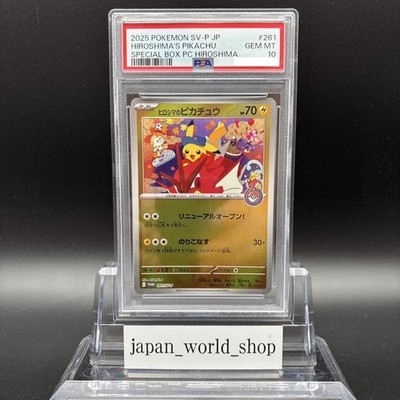 2025 POKEMON SV-P JP #261
HIROSHIMA'S PIKACHU GEM MT
SPECIAL BOX PC HIROSHIMA 10
PSA
ヒロシマのピカチュウ HP70
リニューアルオープン!
のりこなす 30+
japan_world_shop